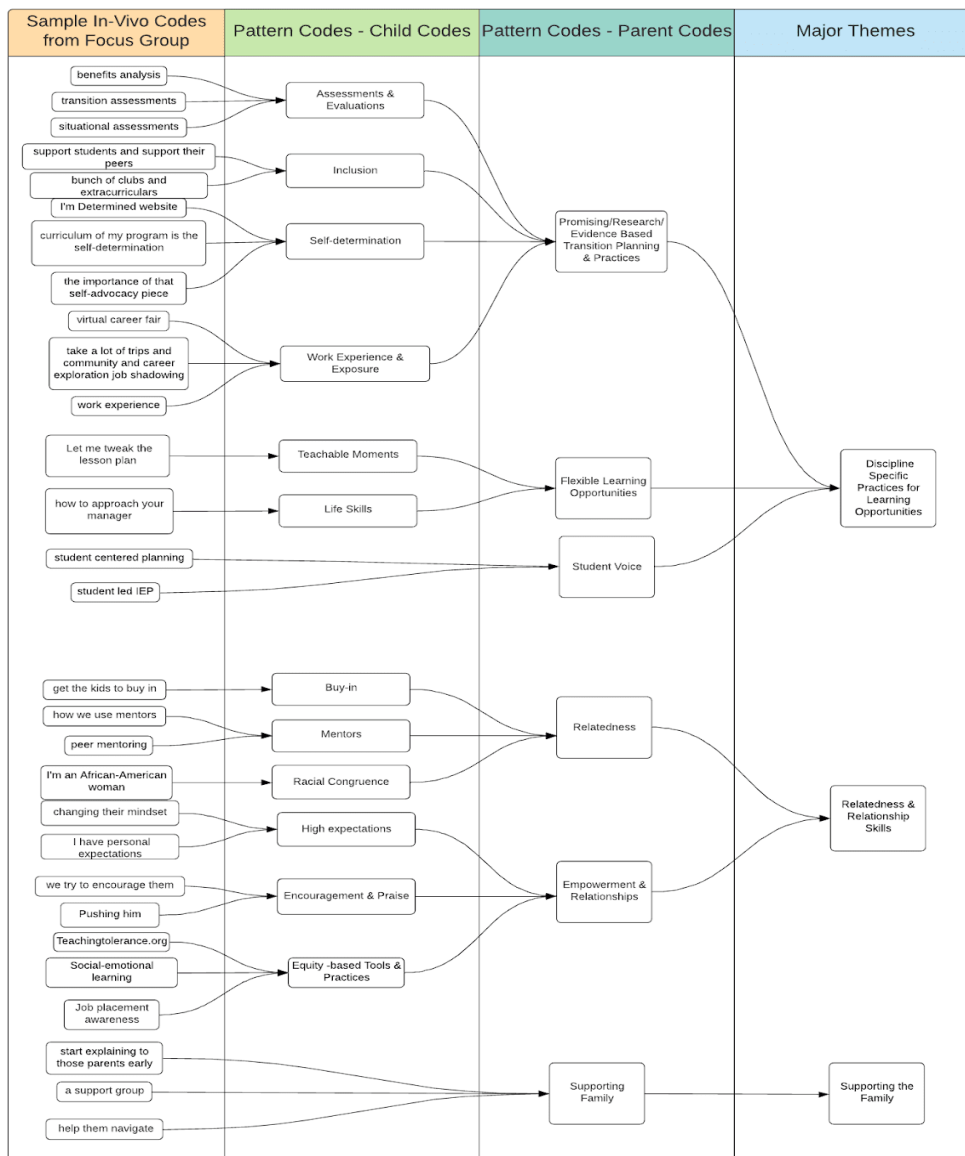 Sample In-Vivo Codes
from Focus Group
Pattern Codes - Child Codes
Pattern Codes - Parent Codes
Major Themes
benefits analysis
transition assessments
situational assessments
support students and support their
peers
bunch of clubs and
extracurriculars
I'm Determined website
curriculum of my program is the
self-determination
the importance of that
self-advocacy piece
virtual career fair
take a lot of trips and
community and career
exploration job shadowing
work experience
Let me tweak the
lesson plan
how to approach your
manager
student centered planning
student led IEP
get the kids to buy in
how we use mentors
peer mentoring
I'm an African-American
woman
changing their mindset
I have personal
expectations
we try to encourage them
Pushing him
Teachingtolerance.org
Social-emotional
learning
Job placement
awareness
start explaining to
those parents early
a support group
help them navigate
Assessments &
Evaluations
Inclusion
Self-determination
Work Experience &
Exposure
Teachable Moments
Life Skills
Buy-in
Mentors
Racial Congruence
High expectations
Encouragement & Praise
Equity -based Tools &
Practices
Promising/Research/
Evidence Based
Transition Planning
& Practices
Flexible Learning
Opportunities
Student Voice
Relatedness
Empowerment &
Relationships
Supporting
Family
Discipline
Specific
Practices for
Learning
Opportunities
Relatedness &
Relationship
Skills
Supporting the
Family